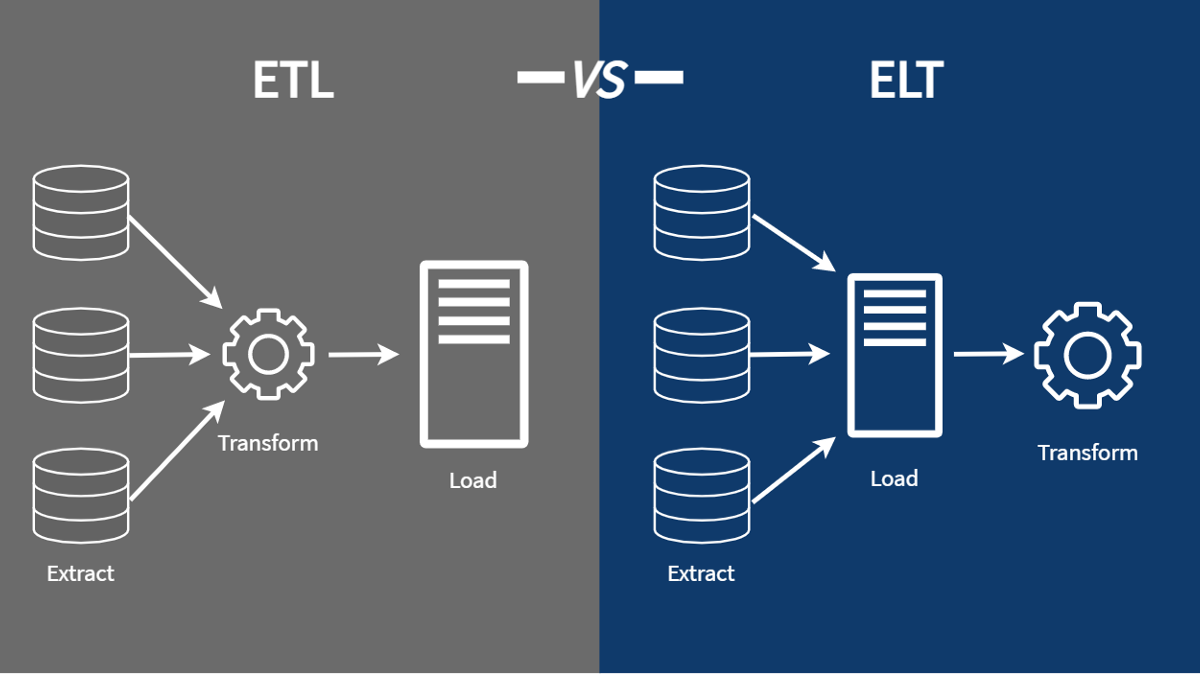 ETL
VS
ELT
Transform
Load
Extract
Load
Transform
Extract